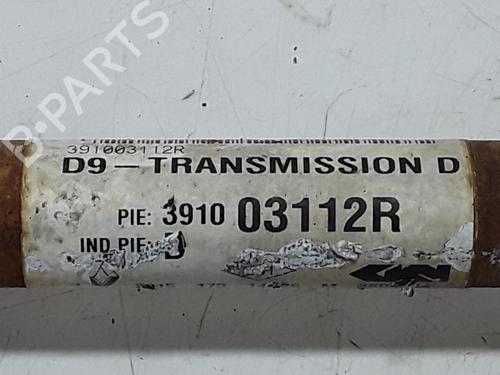 391003112R
D9 - TRANSMISSION D
PIE: 3910 03112R
IND PIE: D
B-PARTS